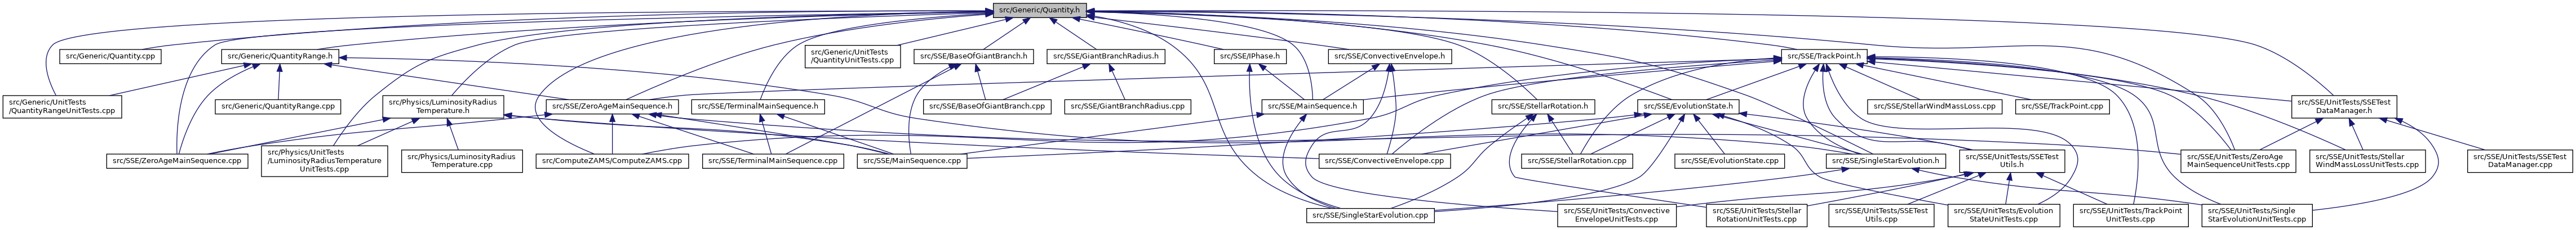 src/Generic/Quantity.h
src/Generic/Quantity.cpp
src/Generic/QuantityRange.h
src/Generic/UnitTests
/QuantityUnitTests.cpp
src/SSE/BaseOfGiantBranch.h
src/SSE/GiantBranchRadius.h
src/SSE/IPhase.h
src/SSE/ConvectiveEnvelope.h
src/SSE/TrackPoint.h
src/Generic/UnitTests
/QuantityRangeUnitTests.cpp
src/Generic/QuantityRange.cpp
src/Physics/LuminosityRadius
Temperature.h
src/SSE/ZeroAgeMainSequence.h
src/SSE/TerminalMainSequence.h
src/SSE/BaseOfGiantBranch.cpp
src/SSE/GiantBranchRadius.cpp
src/SSE/MainSequence.h
src/SSE/StellarRotation.h
src/SSE/EvolutionState.h
src/SSE/StellarWindMassLoss.cpp
src/SSE/TrackPoint.cpp
src/SSE/UnitTests/SSETest
DataManager.h
src/SSE/ZeroAgeMainSequence.cpp
src/Physics/UnitTests
/LuminosityRadiusTemperature
UnitTests.cpp
src/Physics/LuminosityRadius
Temperature.cpp
src/ComputeZAMS/ComputeZAMS.cpp
src/SSE/TerminalMainSequence.cpp
src/SSE/MainSequence.cpp
src/SSE/ConvectiveEnvelope.cpp
src/SSE/StellarRotation.cpp
src/SSE/EvolutionState.cpp
src/SSE/SingleStarEvolution.h
src/SSE/UnitTests/SSETest
Utils.h
src/SSE/UnitTests/ZeroAge
MainSequenceUnitTests.cpp
src/SSE/UnitTests/Stellar
WindMassLossUnitTests.cpp
src/SSE/UnitTests/SSETest
DataManager.cpp
src/SSE/SingleStarEvolution.cpp
src/SSE/UnitTests/Convective
EnvelopeUnitTests.cpp
src/SSE/UnitTests/Stellar
RotationUnitTests.cpp
src/SSE/UnitTests/SSETest
Utils.cpp
src/SSE/UnitTests/Evolution
StateUnitTests.cpp
src/SSE/UnitTests/TrackPoint
UnitTests.cpp
src/SSE/UnitTests/Single
StarEvolutionUnitTests.cpp